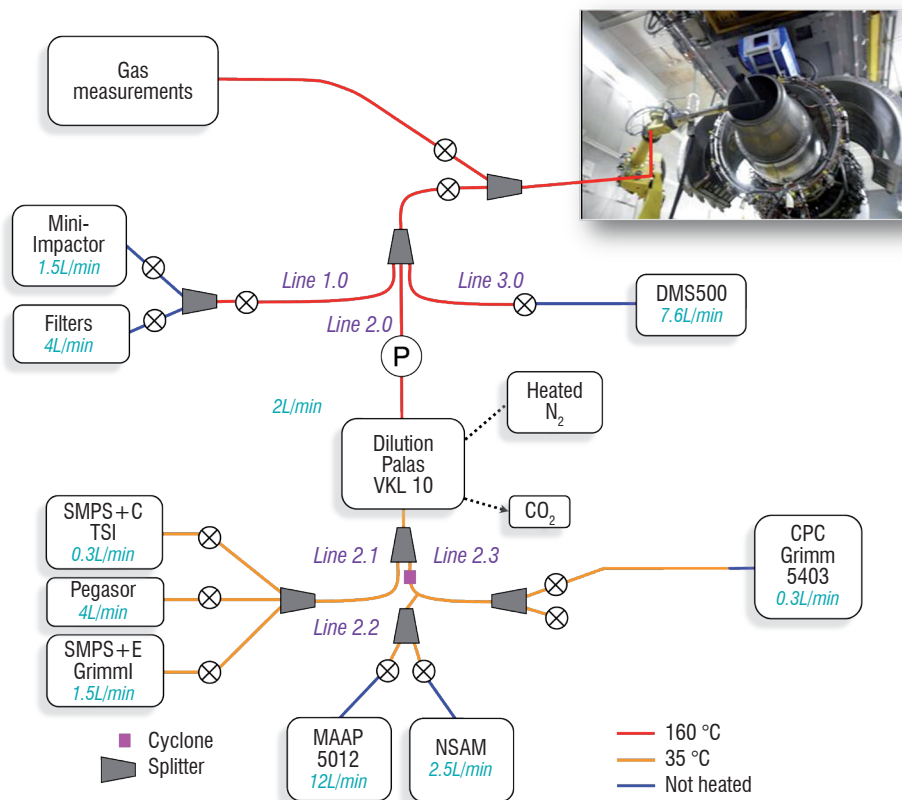 Gas
measurements
Mini-
Impactor
1.5L/min
Filters
4L/min
Line 1.0
Line 2.0
Line 3.0
DMS500
7.6L/min
P
2L/min
Heated
N2
Dilution
Palas
VKL 10
CO2
SMPS+C
TSI
0.3L/min
Pegasor
4L/min
SMPS+E
GrimmI
1.5L/min
Line 2.1
Line 2.3
Line 2.2
CPC
Grimm
5403
0.3L/min
MAAP
5012
12L/min
NSAM
2.5L/min
Cyclone
Splitter
160 °C
35 °C
Not heated